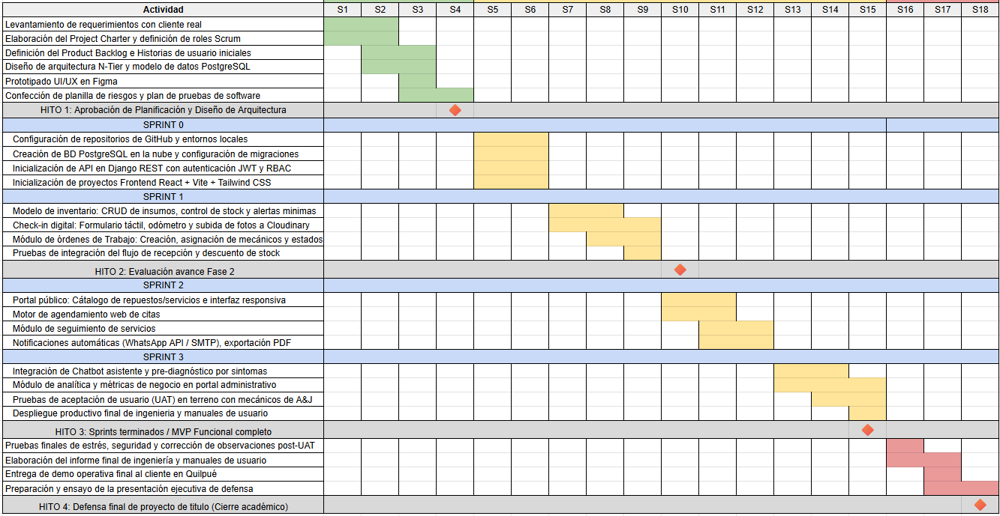 Actividad S1 S2 S3 S4 S5 S6 S7 S8 S9 S10 S11 S12 S13 S14 S15 S16 S17 S18
Levantamiento de requerimientos con cliente real
Elaboración del Project Charter y definición de roles Scrum
Definición del Product Backlog e Historias de usuario iniciales
Diseño de arquitectura N-Tier y modelo de datos PostgreSQL
Prototipado UI/UX en Figma
Confección de planilla de riesgos y plan de pruebas de software
HITO 1: Aprobación de Planificación y Diseño de Arquitectura
SPRINT 0
Configuración de repositorios de GitHub y entornos locales
Creación de BD PostgreSQL en la nube y configuración de migraciones
Inicialización de API en Django REST con autenticación JWT y RBAC
Inicialización de proyectos Frontend React + Vite + Tailwind CSS
SPRINT 1
Modelo de inventario: CRUD de insumos, control de stock y alertas minimas
Check-in digital: Formulario táctil, odómetro y subida de fotos a Cloudinary
Módulo de órdenes de Trabajo: Creación, asignación de mecánicos y estados
Pruebas de integración del flujo de recepción y descuento de stock
HITO 2: Evaluación avance Fase 2
SPRINT 2
Portal público: Cátalogo de repuestos/servicios e interfaz responsiva
Motor de agendamiento web de citas
Módulo de seguimiento de servicios
Notificaciones automáticas (WhatsApp API / SMTP), exportación PDF
SPRINT 3
Integración de Chatbot asistente y pre-diagnóstico por sintomas
Módulo de analítica y métricas de negocio en portal administrativo
Pruebas de aceptación de usuario (UAT) en terreno con mecánicos de A&J
Despliegue productivo final de ingenieria y manuales de usuario
HITO 3: Sprints terminados / MVP Funcional completo
Pruebas finales de estrés, seguridad y corrección de observaciones post-UAT
Elaboración del informe final de ingeniería y manuales de usuario
Entrega de demo operativa final al cliente en Quilpué
Preparación y ensayo de la presentación ejecutiva de defensa
HITO 4: Defensa final de proyecto de titulo (Cierre académico)